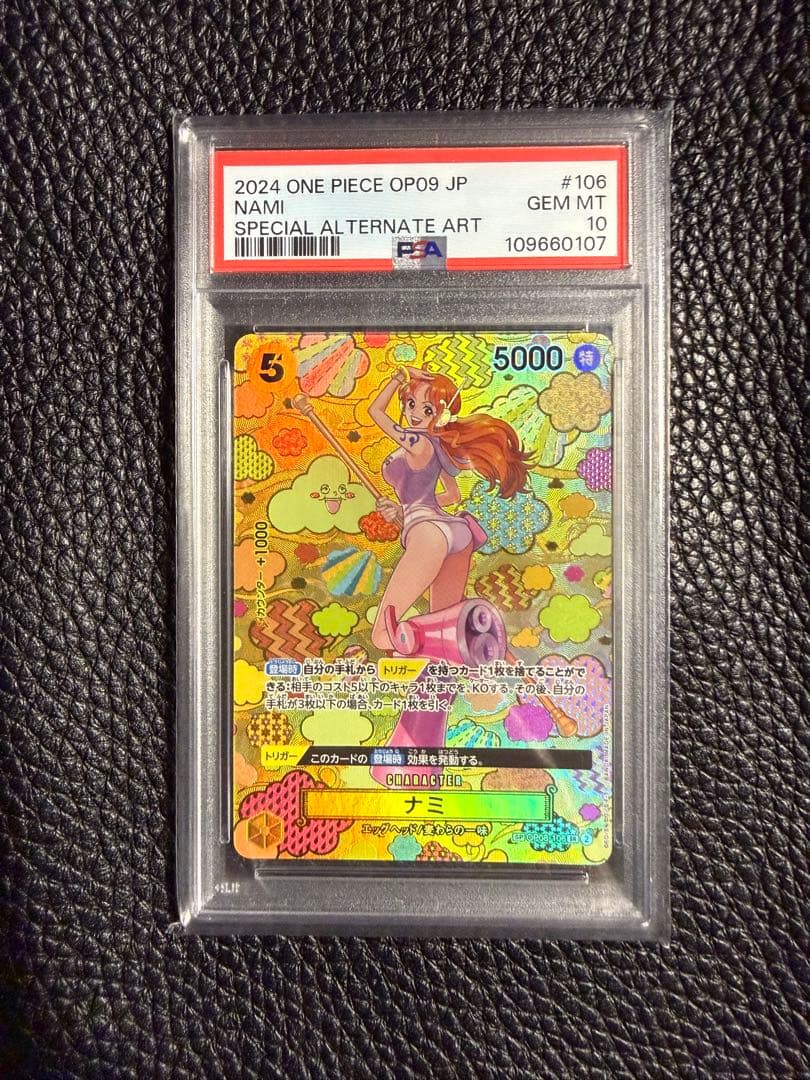 2024 ONE PIECE OP09 JP #106
NAMI GEM MT
SPECIAL ALTERNATE ART 10
PSA 109660107
5 5000 特
カウンター +1000
登場時 自分の手札から トリガー を持つカード1枚を捨てることがで
きる：相手のコスト5以下のキャラ1枚までを、KOする。その後、自分の
手札が3枚以下の場合、カード1枚を引く。
トリガー このカードの 登場時 効果を発動する。
CHARACTER
ナミ
エッグヘッド/麦わらの一味
SP OP08-106 SR 2